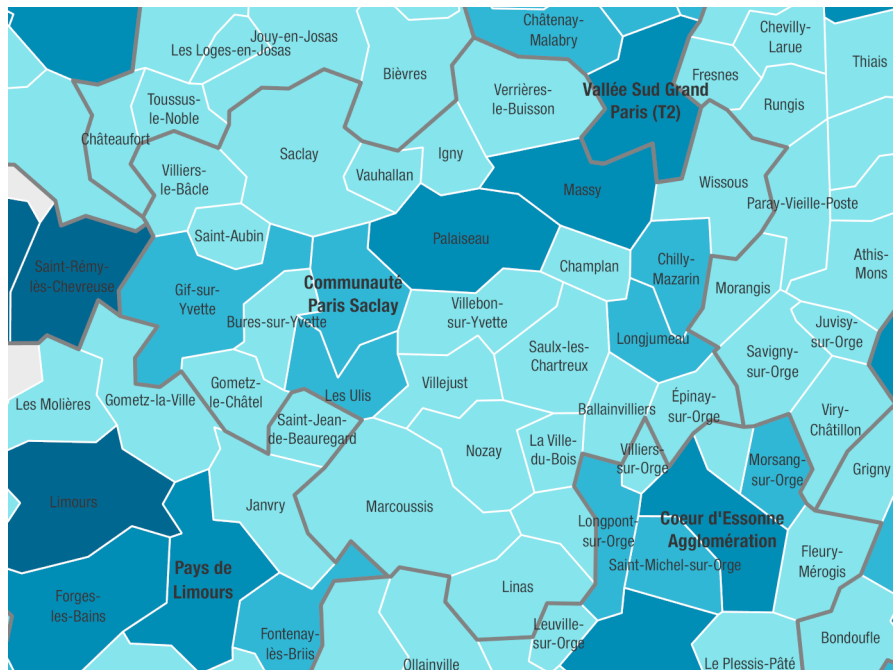 Châtenay-
Malabry
Chevilly-
Larue
Jouy-en-Josas
Les Loges-en-Josas
Thiais
Bièvres
Fresnes
Verrières-
le-Buisson
Vallée Sud Grand
Paris (T2)
Toussus-
le-Noble
Rungis
Châteaufort
Saclay
Igny
Villiers-
le-Bâcle
Vauhallan
Massy
Wissous
Paray-Vieille-Poste
Saint-Aubin
Palaiseau
Saint-Rémy-
lès-Chevreuse
Champlan
Chilly-
Mazarin
Athis-
Mons
Gif-sur-
Yvette
Communauté
Paris Saclay
Morangis
Villebon-
sur-Yvette
Bures-sur-Yvette
Longjumeau
Juvisy-
sur-Orge
Saulx-les-
Chartreux
Savigny-
sur-Orge
Villejust
Gometz-
le-Châtel
Les Ulis
Gometz-la-Ville
Les Molières
Épinay-
sur-Orge
Viry-
Châtillon
Ballainvilliers
Saint-Jean-
de-Beauregard
La Ville-
du-Bois
Nozay
Villiers-
sur-Orge
Morsang-
sur-Orge
Grigny
Limours
Janvry
Marcoussis
Longpont-
sur-Orge
Coeur d'Essonne
Agglomération
Fleury-
Mérogis
Saint-Michel-sur-Orge
Pays de
Limours
Linas
Forges-
les-Bains
Leuville-
sur-Orge
Fontenay-
lès-Briis
Bondoufle
Ollainville
Le Plessis-Pâté